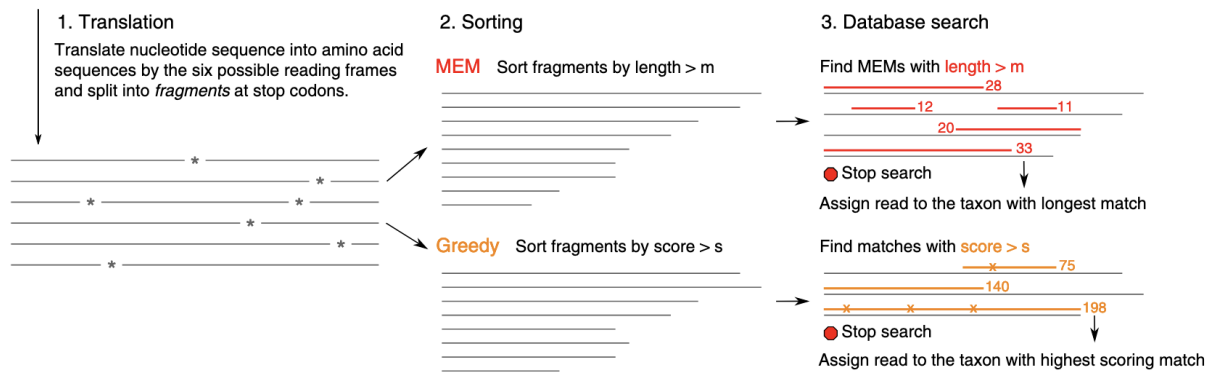 1. Translation
Translate nucleotide sequence into amino acid
sequences by the six possible reading frames
and split into fragments at stop codons.
*
*
* *
*
*
*
2. Sorting
MEM Sort fragments by length > m
Greedy Sort fragments by score > s
3. Database search
Find MEMs with length > m
28
12 11
20
33
Stop search
Assign read to the taxon with longest match
Find matches with score > s
x 75
140
x x x 198
Stop search
Assign read to the taxon with highest scoring match